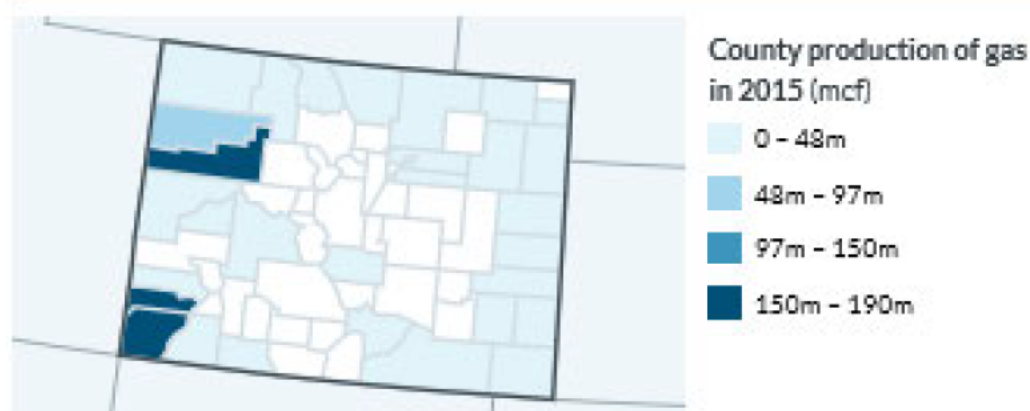 County production of gas
in 2015 (mcf)
0 – 48m
48m – 97m
97m – 150m
150m – 190m